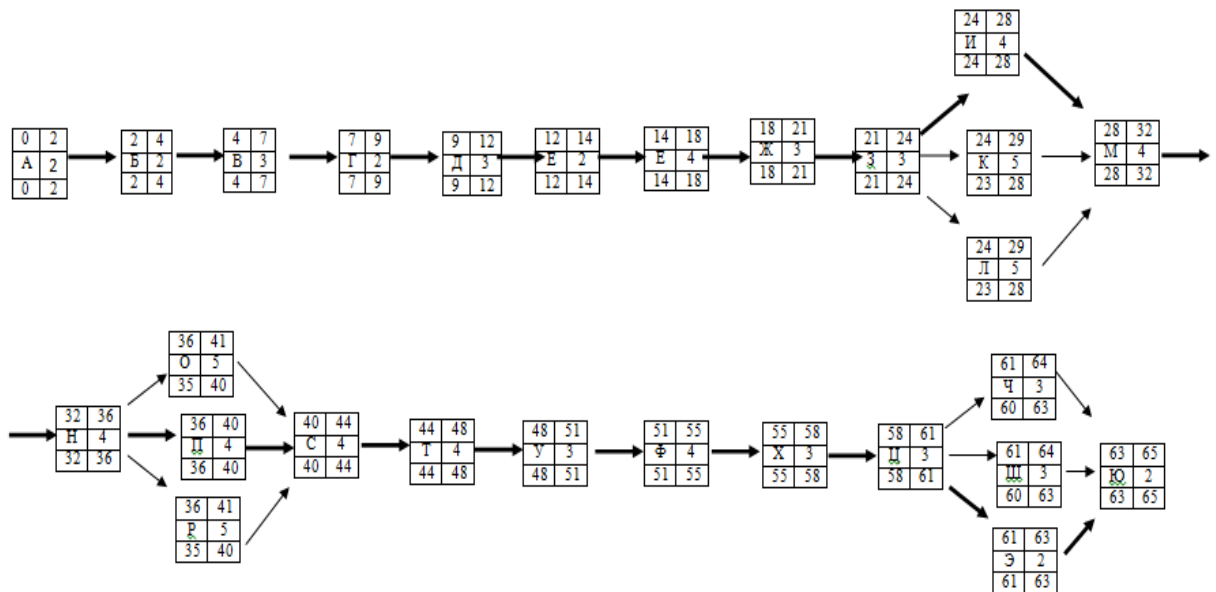 24 28
И 4
24 28
0 2
А 2
0 2
2 4
Б 2
2 4
4 7
В 3
4 7
7 9
Г 2
7 9
9 12
Д 3
9 12
12 14
Е 2
12 14
14 18
Е 4
14 18
18 21
Ж 3
18 21
21 24
З 3
21 24
24 29
К 5
23 28
28 32
М 4
28 32
24 29
Л 5
23 28
36 41
О 5
35 40
32 36
Н 4
32 36
36 40
П 4
36 40
36 41
Р 5
35 40
40 44
С 4
40 44
44 48
Т 4
44 48
48 51
У 3
48 51
51 55
Ф 4
51 55
55 58
Х 3
55 58
58 61
Ц 3
58 61
61 64
Ч 3
60 63
61 64
Ш 3
60 63
61 63
Э 2
61 63
63 65
Ю 2
63 65